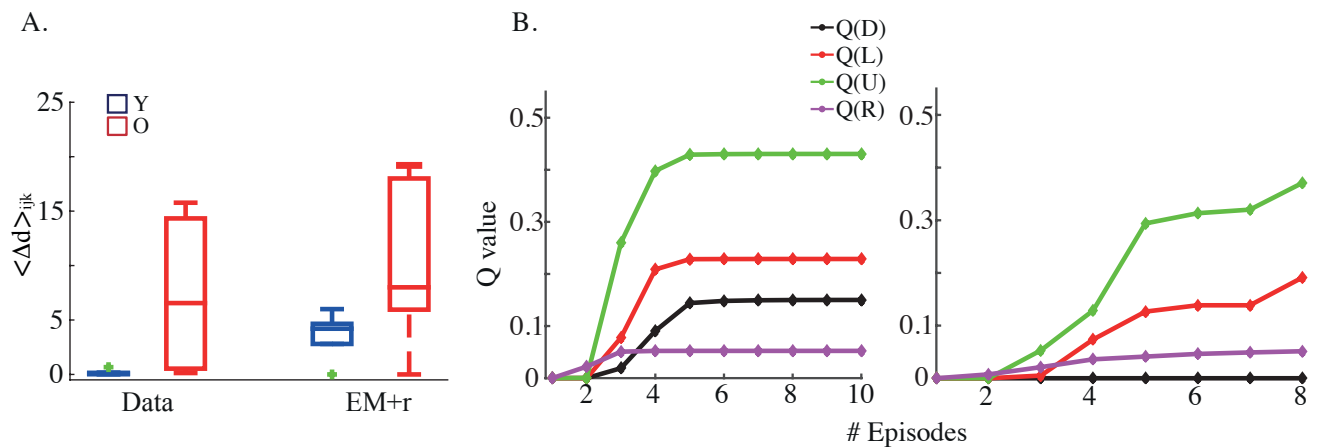 A.
25
15
5
0
<Δd>ijk
Y
O
Data
EM+r
B.
Q(D)
Q(L)
Q(U)
Q(R)
0.5
0.3
0.1
0
Q value
2
4
6
8
10
0.5
0.3
0.1
0
2
4
6
8
# Episodes